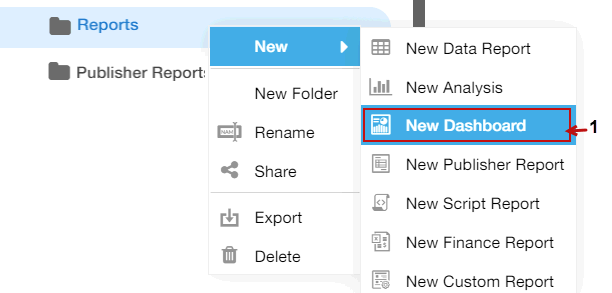 Reports
Publisher Reports
New
New Folder
Rename
Share
Export
Delete
New Data Report
New Analysis
New Dashboard
1
New Publisher Report
New Script Report
New Finance Report
New Custom Report